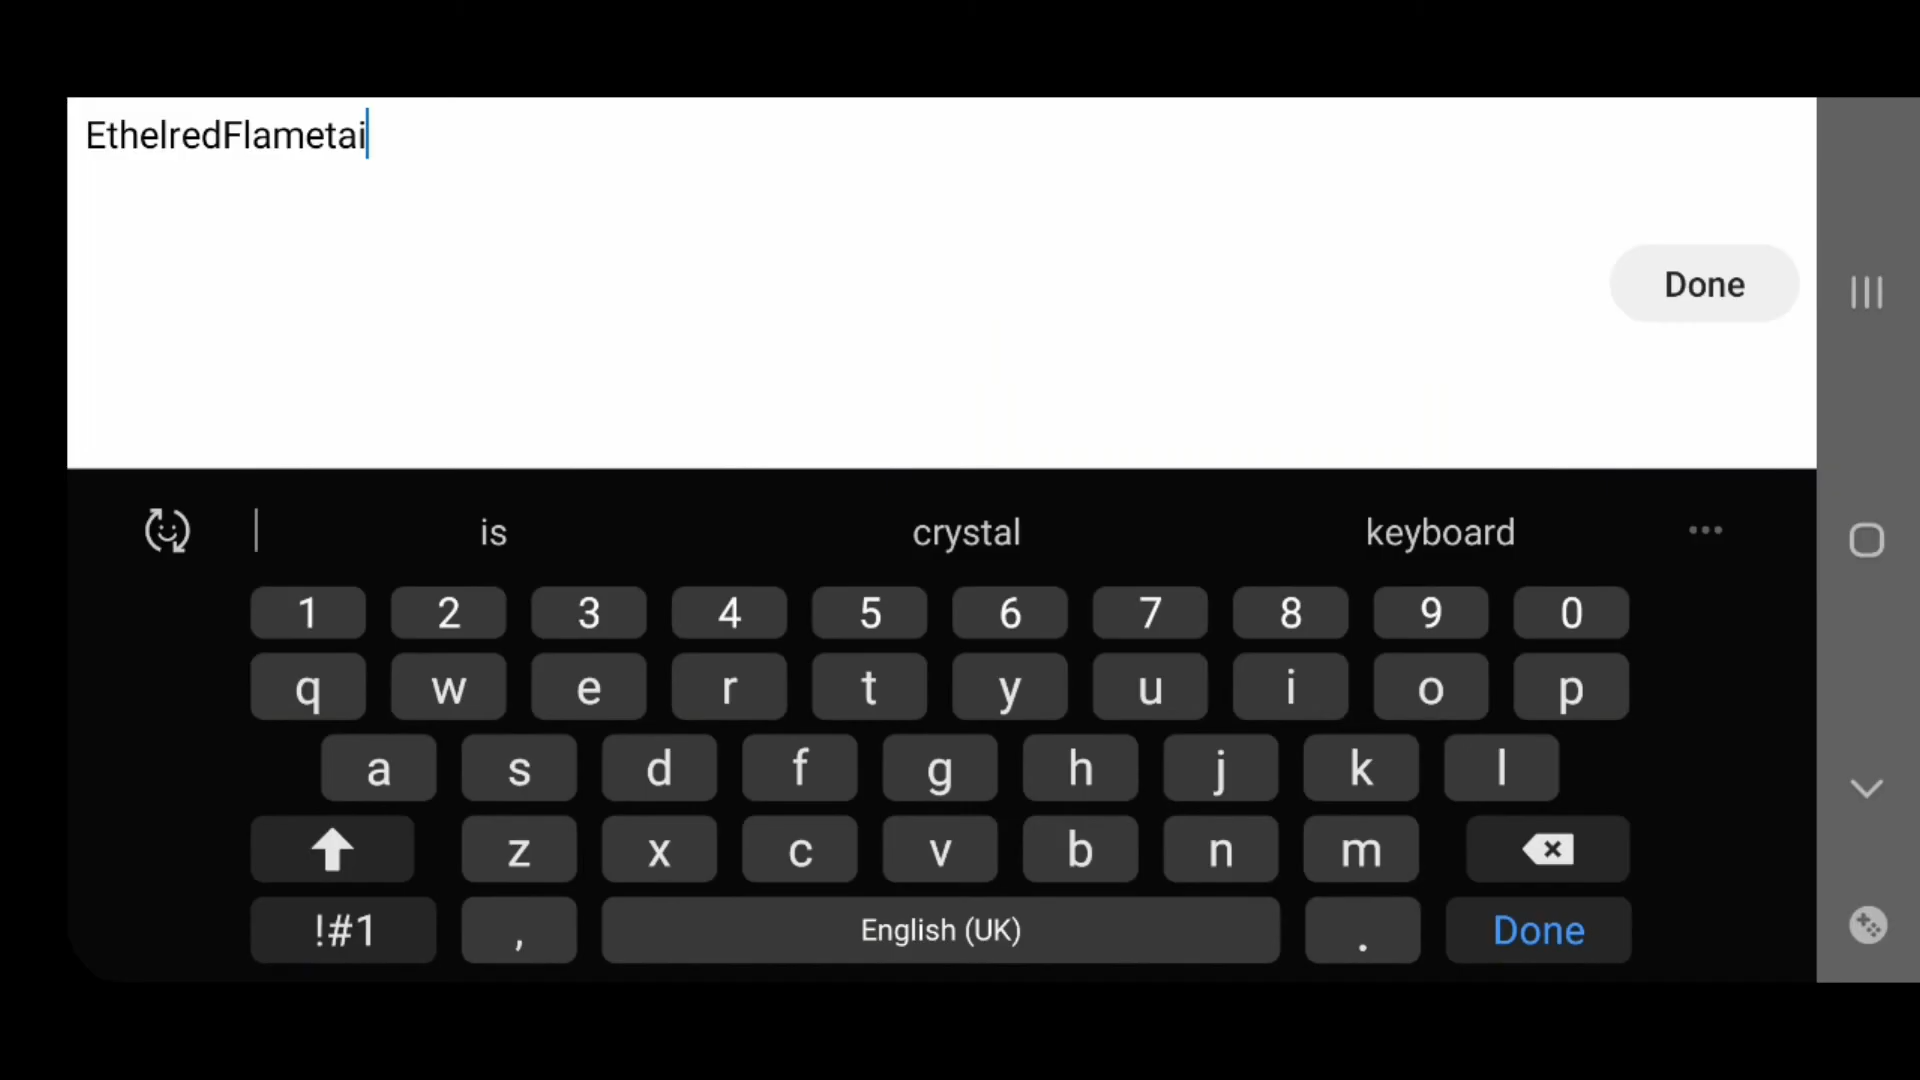 EthelredFlametai
Done
is crystal keyboard
1 2 3 4 5 6 7 8 9 0
q w e r t y u i o p
a s d f g h j k l
z x c v b n m
!#1 , English (UK) . Done